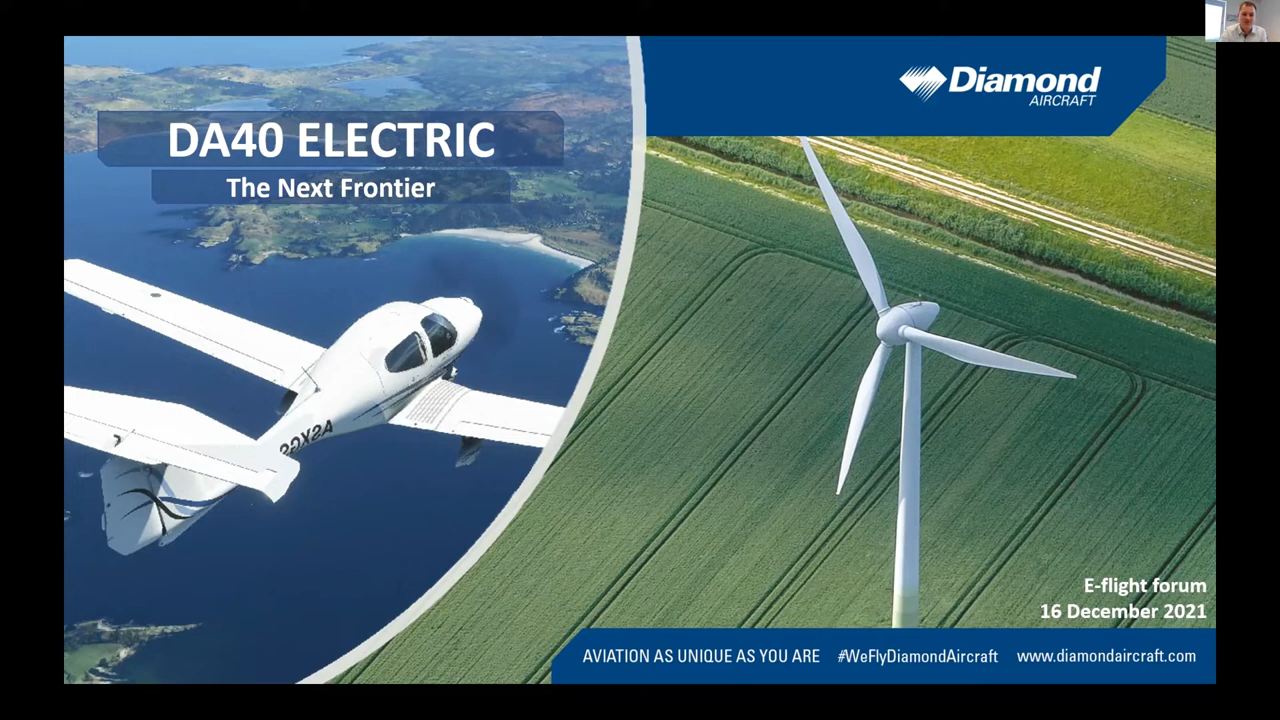 DA40 ELECTRIC
The Next Frontier
Diamond
AIRCRAFT
ASXGS
E-flight forum
16 December 2021
AVIATION AS UNIQUE AS YOU ARE #WeFlyDiamondAircraft www.diamondaircraft.com